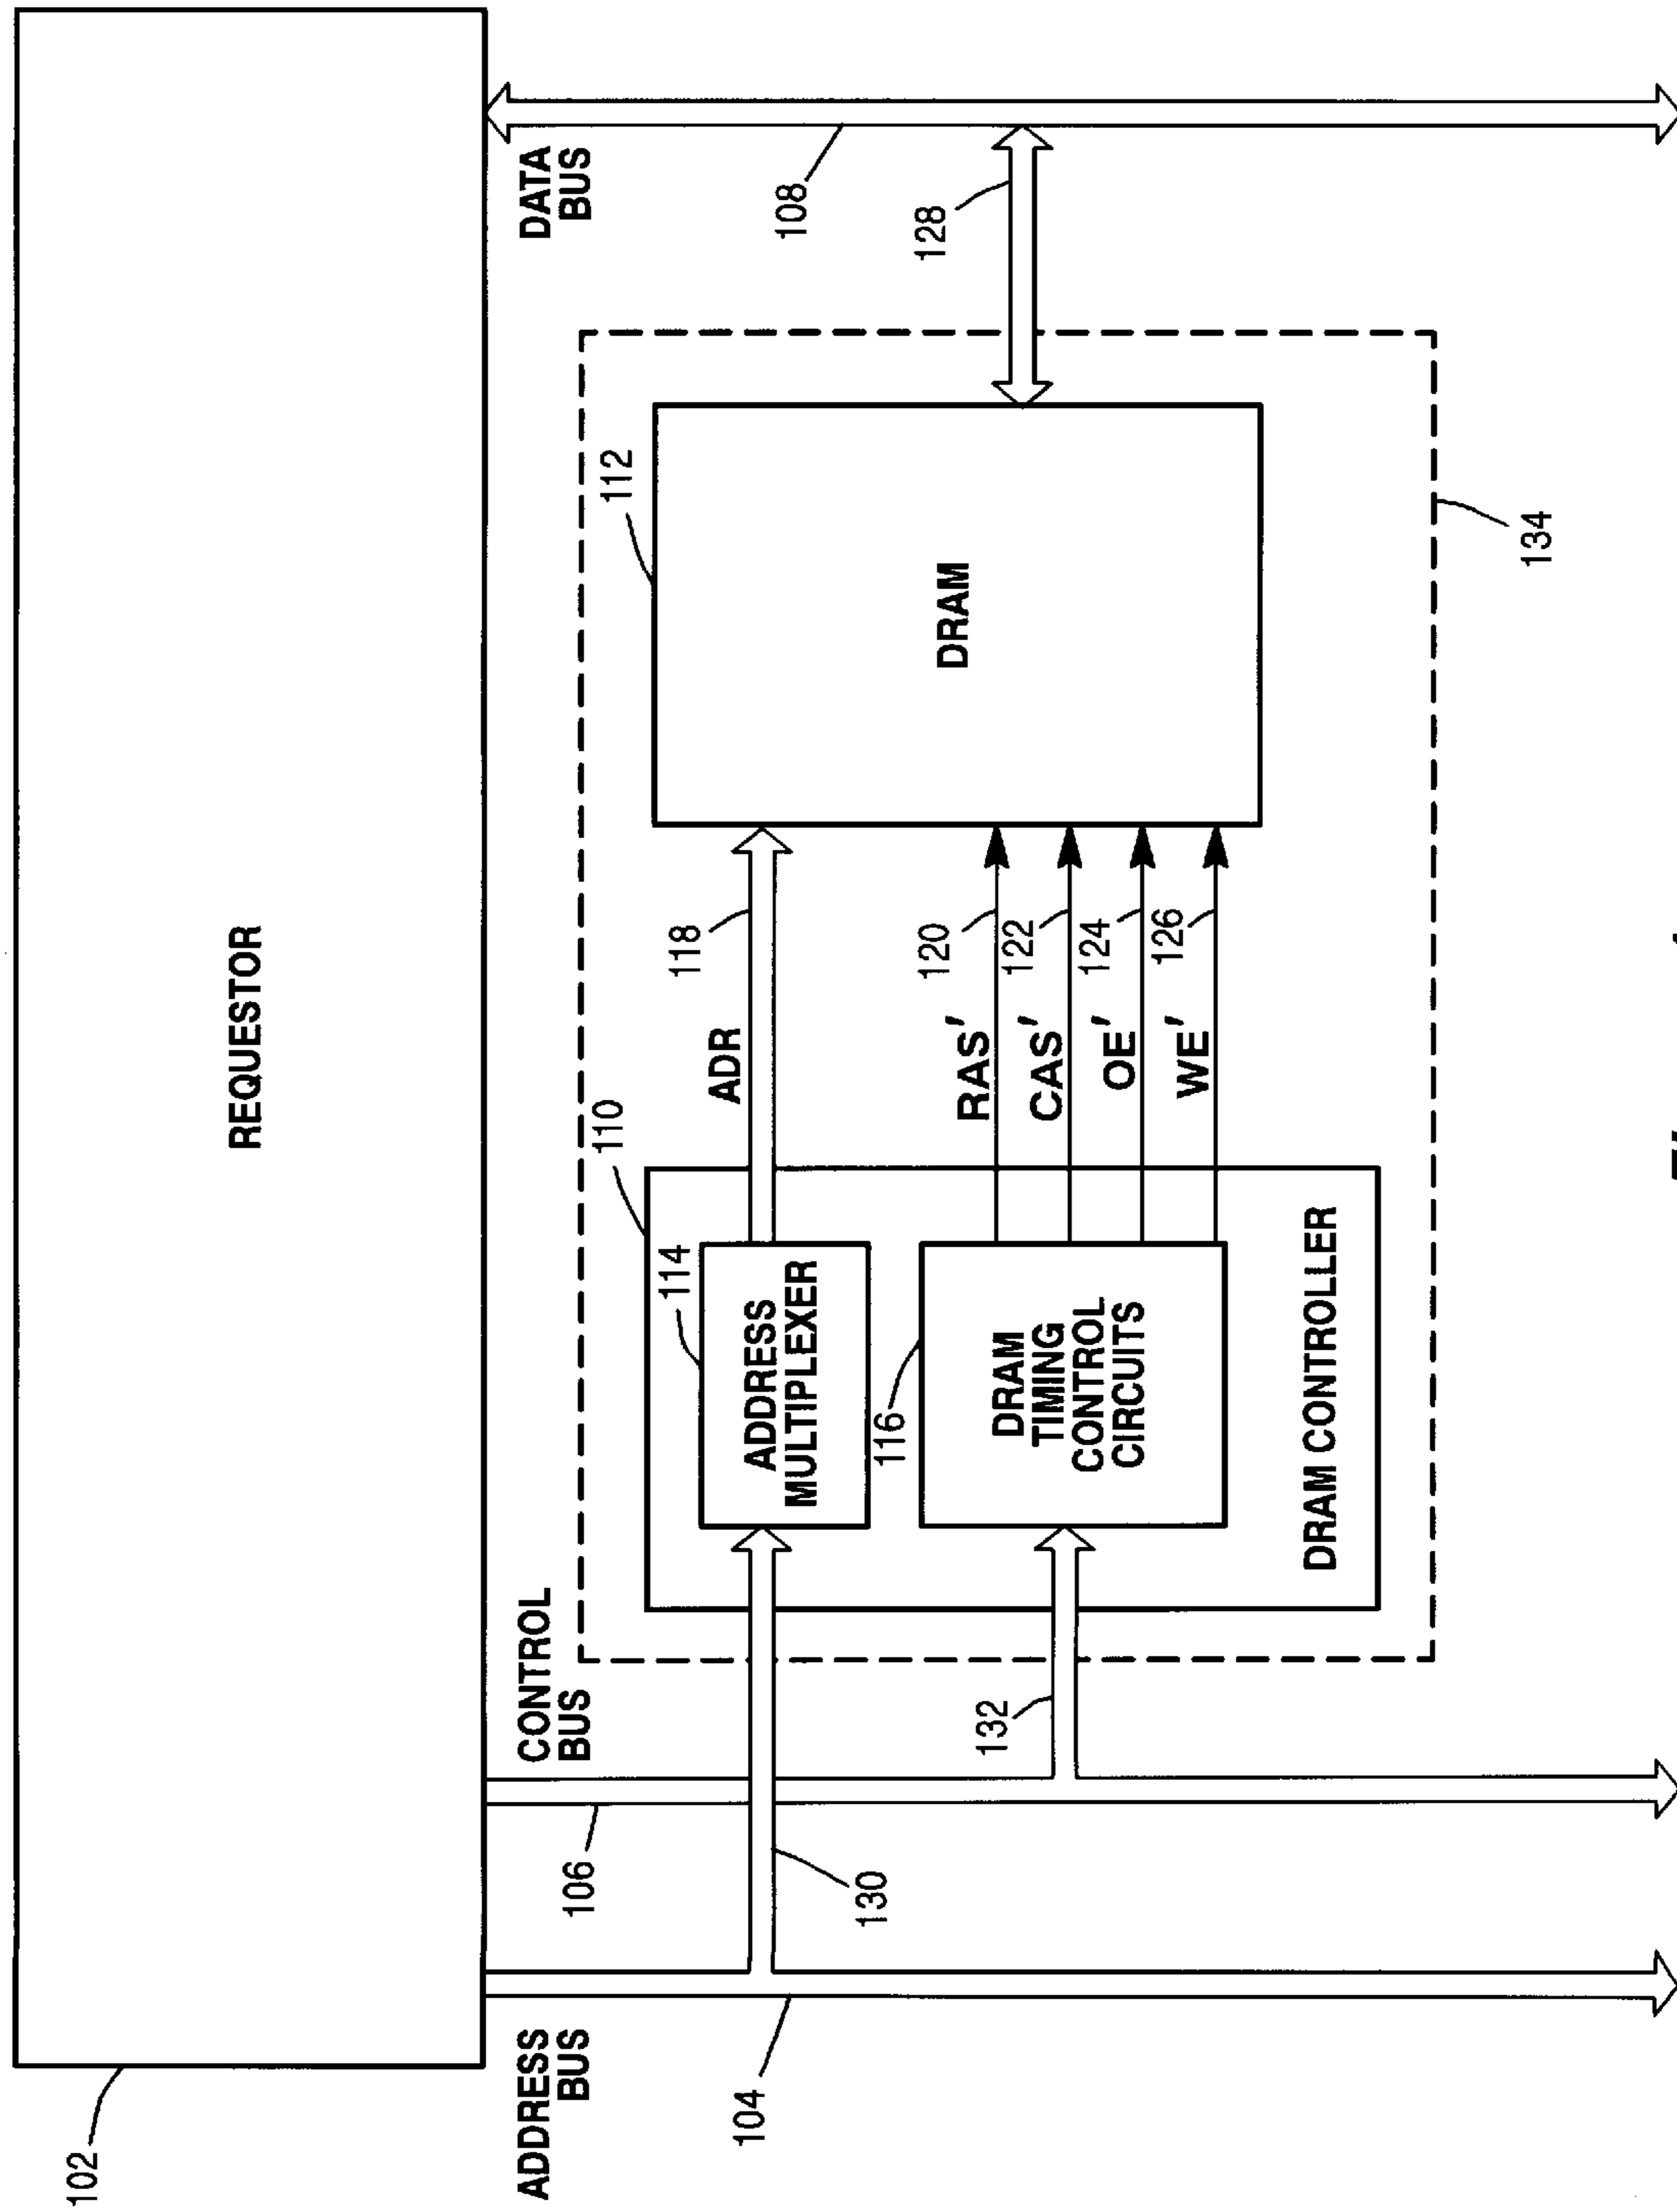 102
REQUESTOR
ADDRESS
BUS
CONTROL
BUS
DATA
BUS
106
110
112
114
118
ADR
104
ADDRESS
MULTIPLEXER
108
130
116
120
128
RAS'
122
CAS'
124
OE'
126
WE'
132
DRAM
TIMING
CONTROL
CIRCUITS
DRAM
DRAM CONTROLLER
134